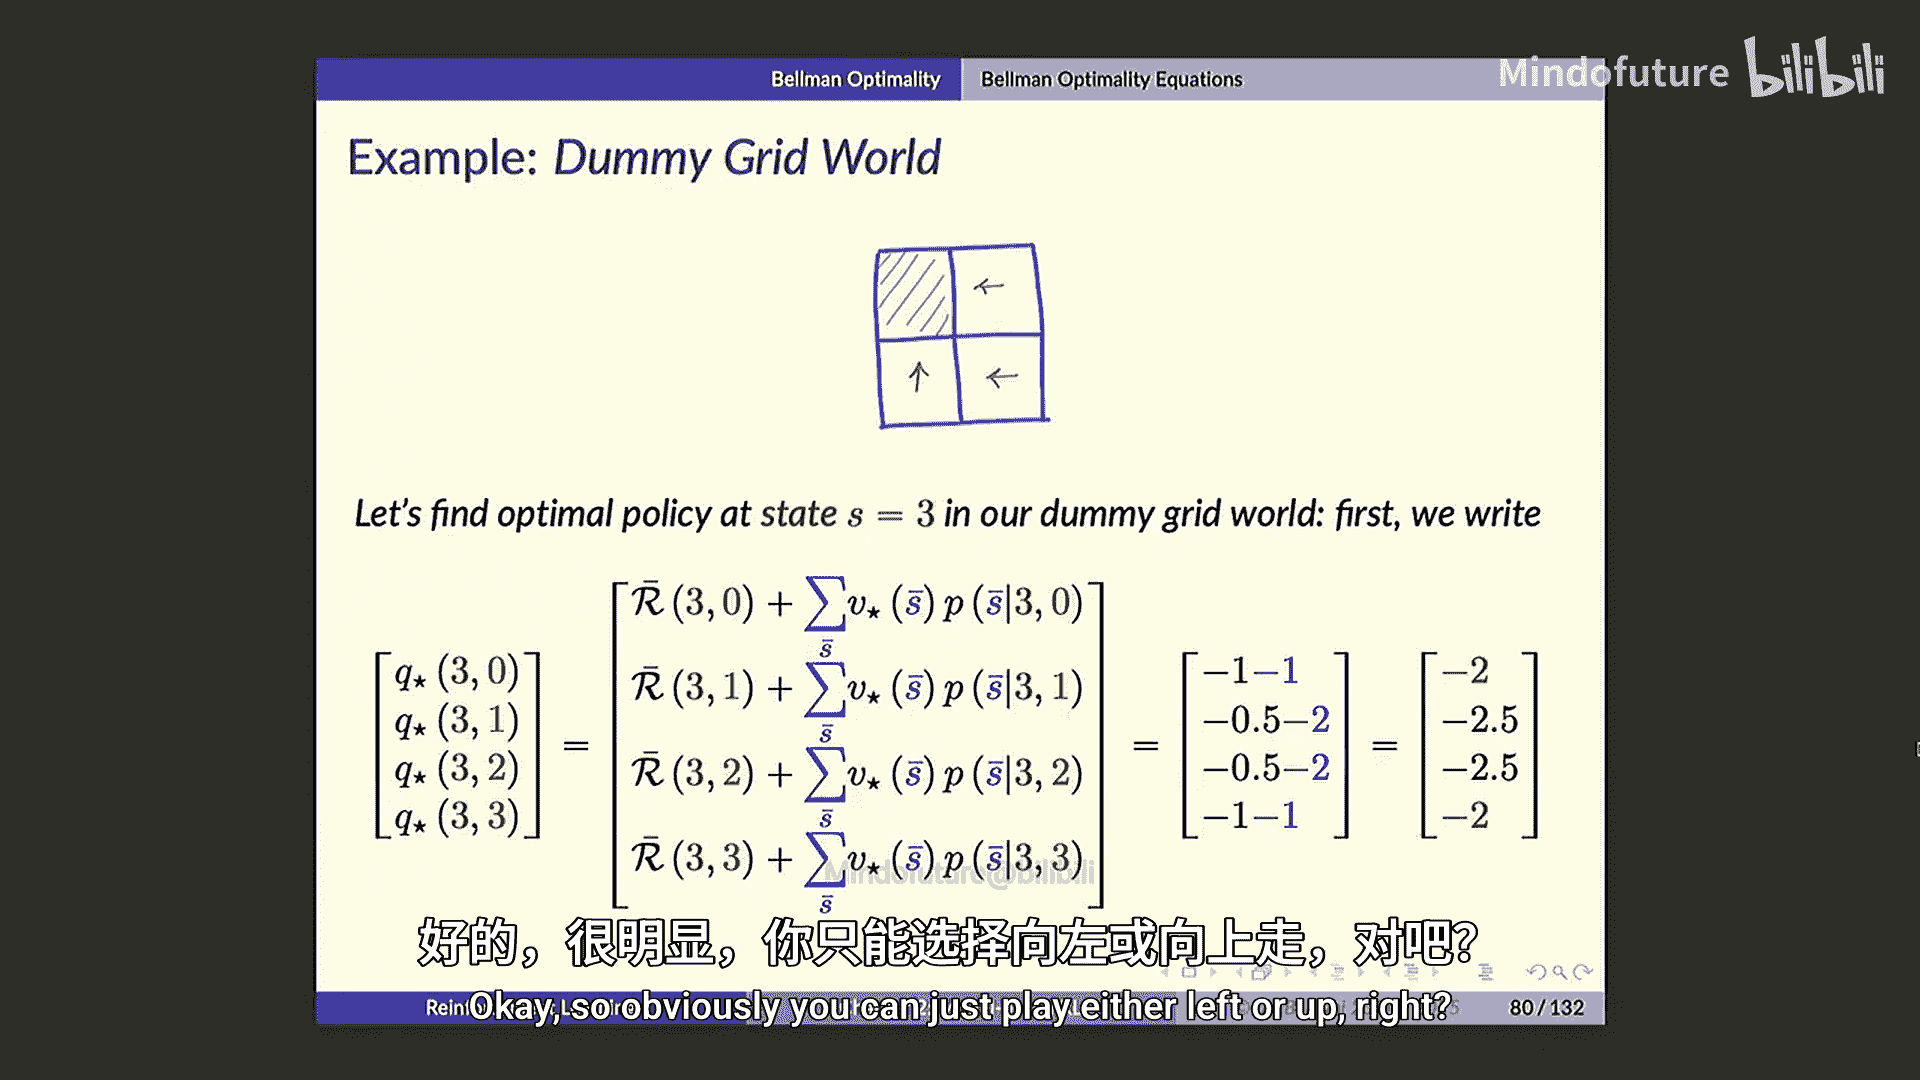 Mindofuture bilibili
Bellman Optimality Bellman Optimality Equations
Example: Dummy Grid World
Let's find optimal policy at state s = 3 in our dummy grid world: first, we write
[q⋆ (3, 0) q⋆ (3, 1) q⋆ (3, 2) q⋆ (3, 3)] = [R̄ (3, 0) + ∑s̄ v⋆ (s̄) p (s̄|3, 0) R̄ (3, 1) + ∑s̄ v⋆ (s̄) p (s̄|3, 1) R̄ (3, 2) + ∑s̄ v⋆ (s̄) p (s̄|3, 2) R̄ (3, 3) + ∑s̄ v⋆ (s̄) p (s̄|3, 3)] = [−1−1 −0.5−2 −0.5−2 −1−1] = [−2 −2.5 −2.5 −2]
Mindofuture@bilibili
好的，很明显，你只能选择向左或向上走，对吧？
Okay, so obviously you can just play either left or up, right?
80 / 132